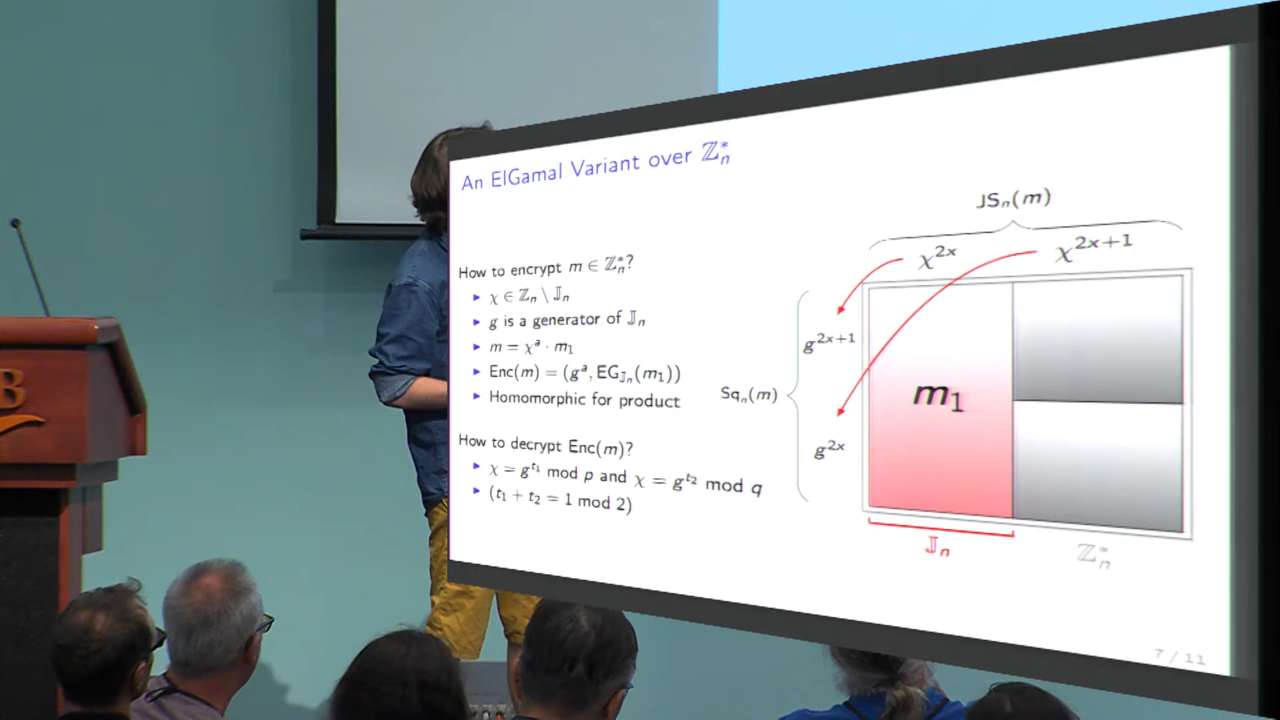 An ElGamal Variant over ℤ*ₙ
How to encrypt m ∈ ℤ*ₙ?
▸ χ ∈ ℤₙ \ 𝕁ₙ
▸ g is a generator of 𝕁ₙ
▸ m = χᵃ · m₁
▸ Enc(m) = (gᵃ, EG_𝕁ₙ(m₁))
▸ Homomorphic for product
How to decrypt Enc(m)?
▸ χ = g^t₁ mod p and χ = g^t₂ mod q
▸ (t₁ + t₂ = 1 mod 2)
JSₙ(m)
χ^2x χ^2x+1
g^2x+1
Sqₙ(m)
m₁
g^2x
𝕁ₙ ℤ*ₙ
7 / 11
B